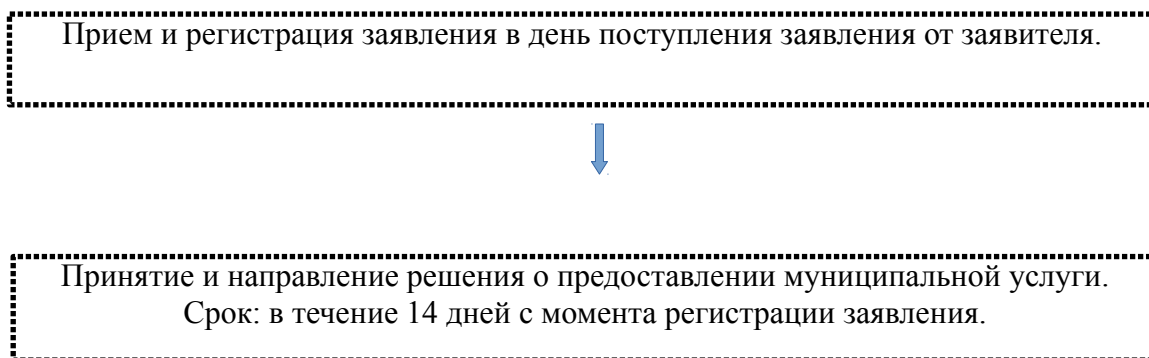 Прием и регистрация заявления в день поступления заявления от заявителя.
Принятие и направление решения о предоставлении муниципальной услуги.
Срок: в течение 14 дней с момента регистрации заявления.